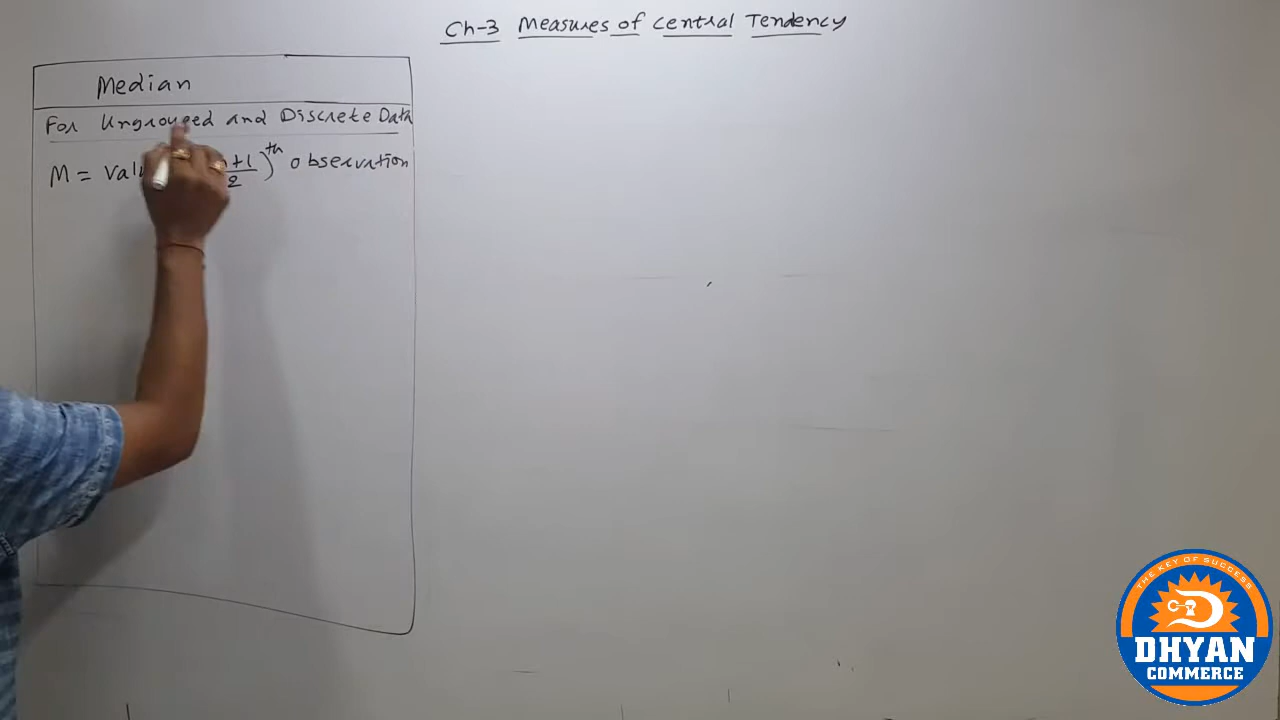 Ch-3 Measures of Central Tendency
Median
For Ungrouped and Discrete Data
M = 
n+1
2
th
observation
THE KEY OF SUCCESS
DHYAN
COMMERCE